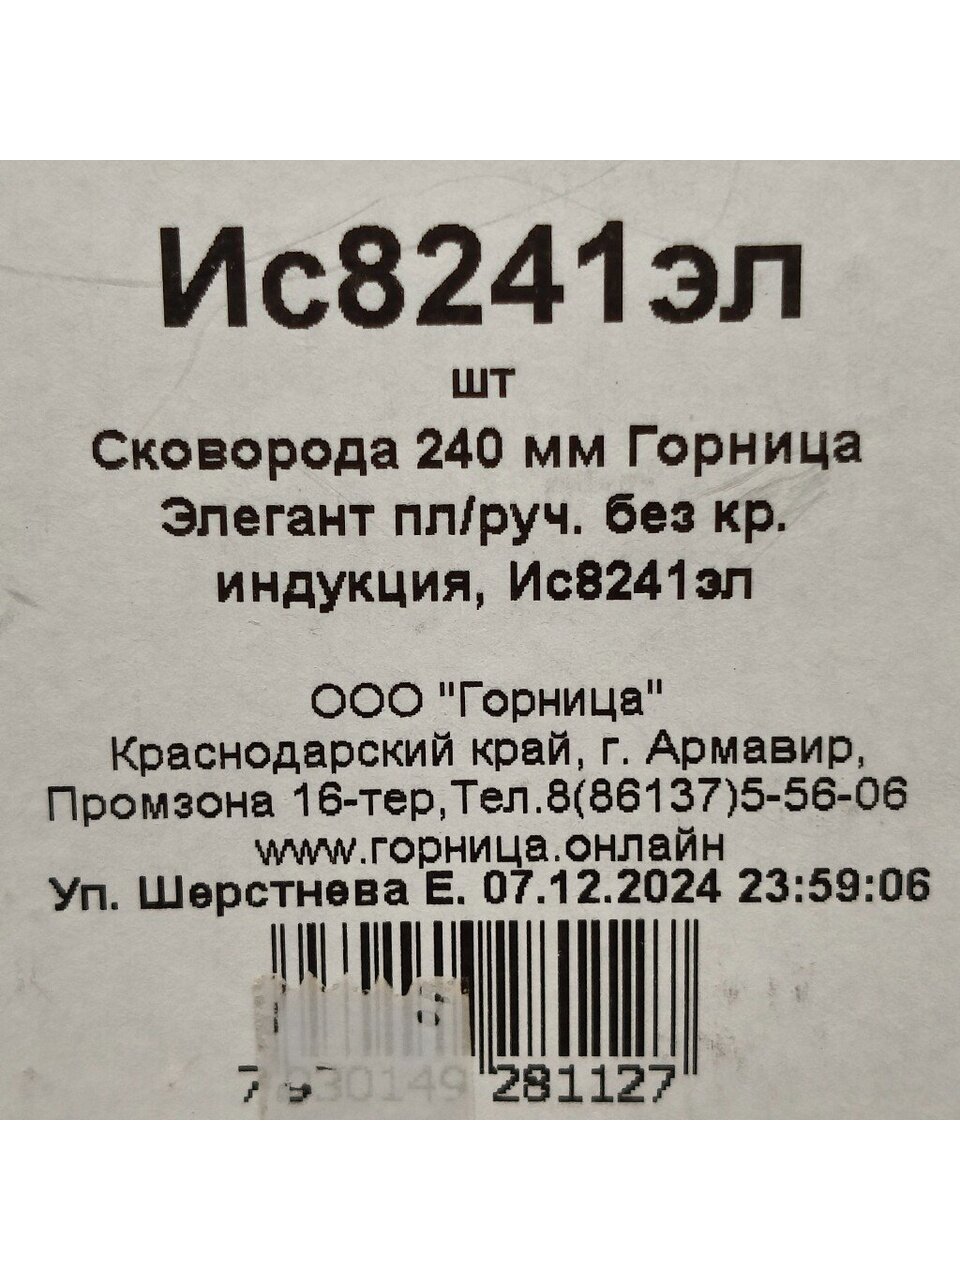 Ис8241эл
шт
Сковорода 240 мм Горница
Элегант пл/руч. без кр.
индукция, Ис8241эл
ООО "Горница"
Краснодарский край, г. Армавир,
Промзона 16-тер,Тел.8(86137)5-56-06
www.горница.онлайн
Уп. Шерстнева Е. 07.12.2024 23:59:06
281127